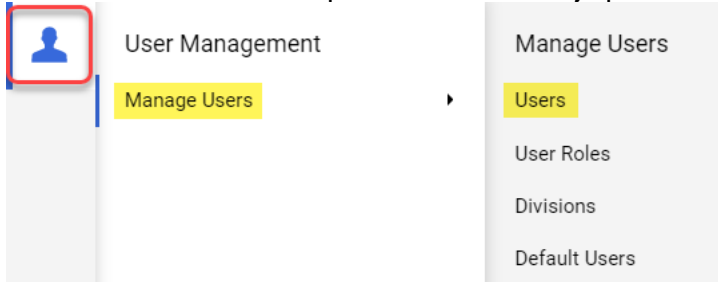 User Management
Manage Users
Manage Users
Users
User Roles
Divisions
Default Users